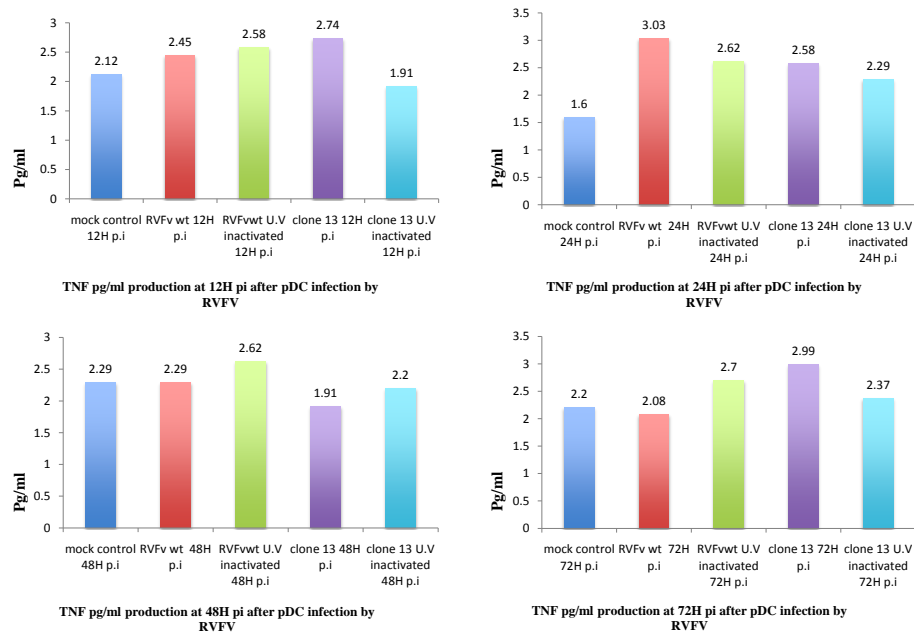 3
2.5
2
1.5
1
0.5
0
Pg/ml
2.12
2.45
2.58
2.74
1.91
mock control RVFv wt 12H RVFvwt U.V clone 13 12H clone 13 U.V
12H p.i p.i inactivated p.i inactivated
12H p.i 12H p.i
TNF pg/ml production at 12H pi after pDC infection by
RVFV
3.5
3
2.5
2
1.5
1
0.5
0
Pg/ml
1.6
3.03
2.62
2.58
2.29
mock control RVFv wt 24H RVFvwt U.V clone 13 24H clone 13 U.V
24H p.i p.i inactivated p.i inactivated
24H p.i 24H p.i
TNF pg/ml production at 24H pi after pDC infection by
RVFV
3
2.5
2
1.5
1
0.5
0
Pg/ml
2.29
2.29
2.62
1.91
2.2
mock control RVFv wt 48H RVFvwt U.V clone 13 48H clone 13 U.V
48H p.i p.i inactivated p.i inactivated
48H p.i 48H p.i
TNF pg/ml production at 48H pi after pDC infection by
RVFV
3.5
3
2.5
2
1.5
1
0.5
0
Pg/ml
2.2
2.08
2.7
2.99
2.37
mock control RVFv wt 72H RVFvwt U.V clone 13 72H clone 13 U.V
72H p.i p.i inactivated p.i inactivated
72H p.i 72H p.i
TNF pg/ml production at 72H pi after pDC infection by
RVFV